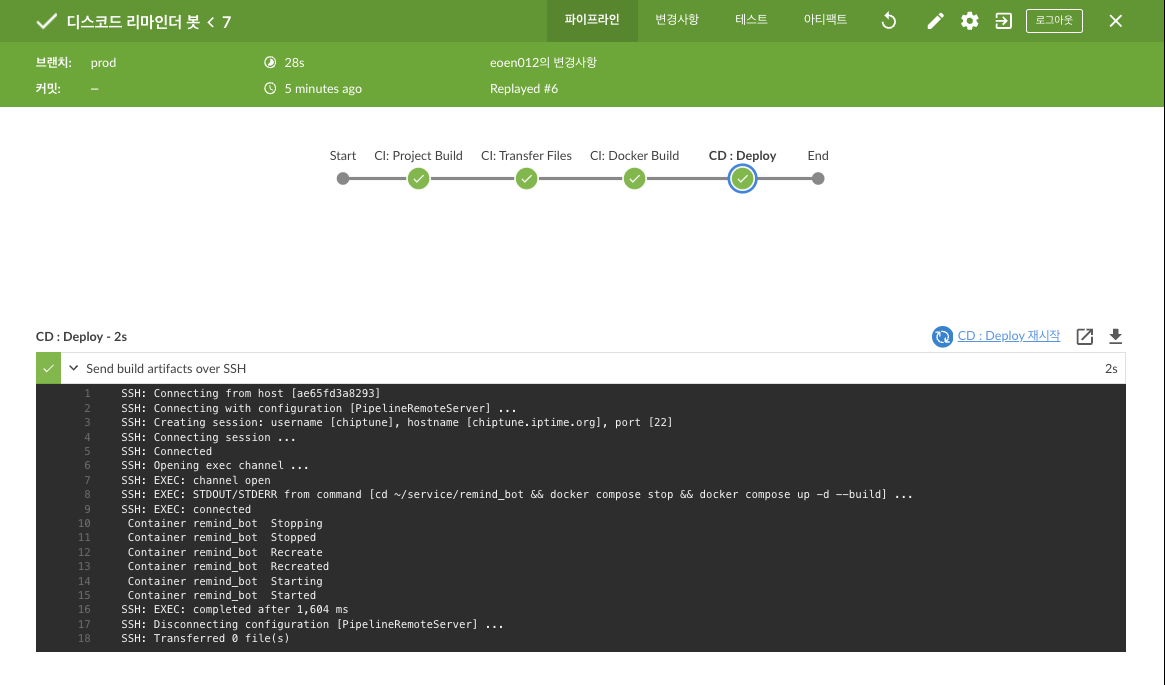 디스코드 리마인더 봇 < 7
파이프라인 변경사항 테스트 아티팩트 로그아웃
브랜치: prod 28s eoen012의 변경사항
커밋: – 5 minutes ago Replayed #6
Start CI: Project Build CI: Transfer Files CI: Docker Build CD : Deploy End
CD : Deploy - 2s CD : Deploy 재시작
Send build artifacts over SSH 2s
1 SSH: Connecting from host [ae65fd3a8293]
2 SSH: Connecting with configuration [PipelineRemoteServer] ...
3 SSH: Creating session: username [chiptune], hostname [chiptune.iptime.org], port [22]
4 SSH: Connecting session ...
5 SSH: Connected
6 SSH: Opening exec channel ...
7 SSH: EXEC: channel open
8 SSH: EXEC: STDOUT/STDERR from command [cd ~/service/remind_bot && docker compose stop && docker compose up -d --build] ...
9 SSH: EXEC: connected
10 Container remind_bot  Stopping
11 Container remind_bot  Stopped
12 Container remind_bot  Recreate
13 Container remind_bot  Recreated
14 Container remind_bot  Starting
15 Container remind_bot  Started
16 SSH: EXEC: completed after 1,604 ms
17 SSH: Disconnecting configuration [PipelineRemoteServer] ...
18 SSH: Transferred 0 file(s)